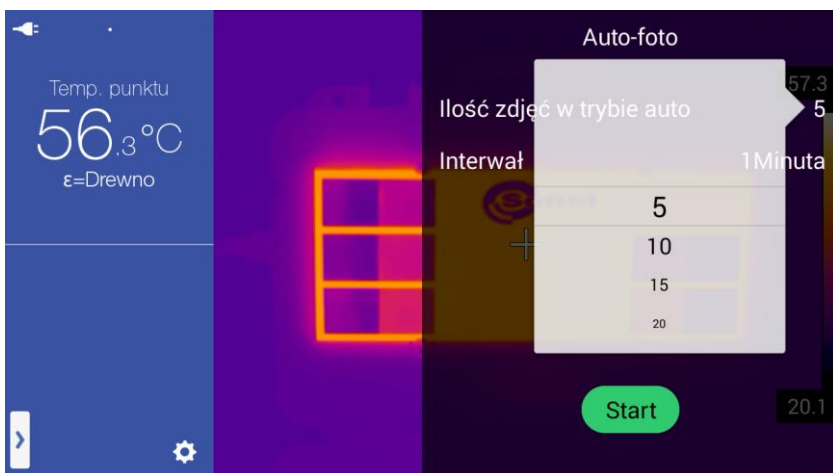 Temp. punktu
56.3°C
ε=Drewno
Auto-foto
57.3
Ilość zdjęć w trybie auto 5
Interwał 1Minuta
5
10
15
20
Start
20.1